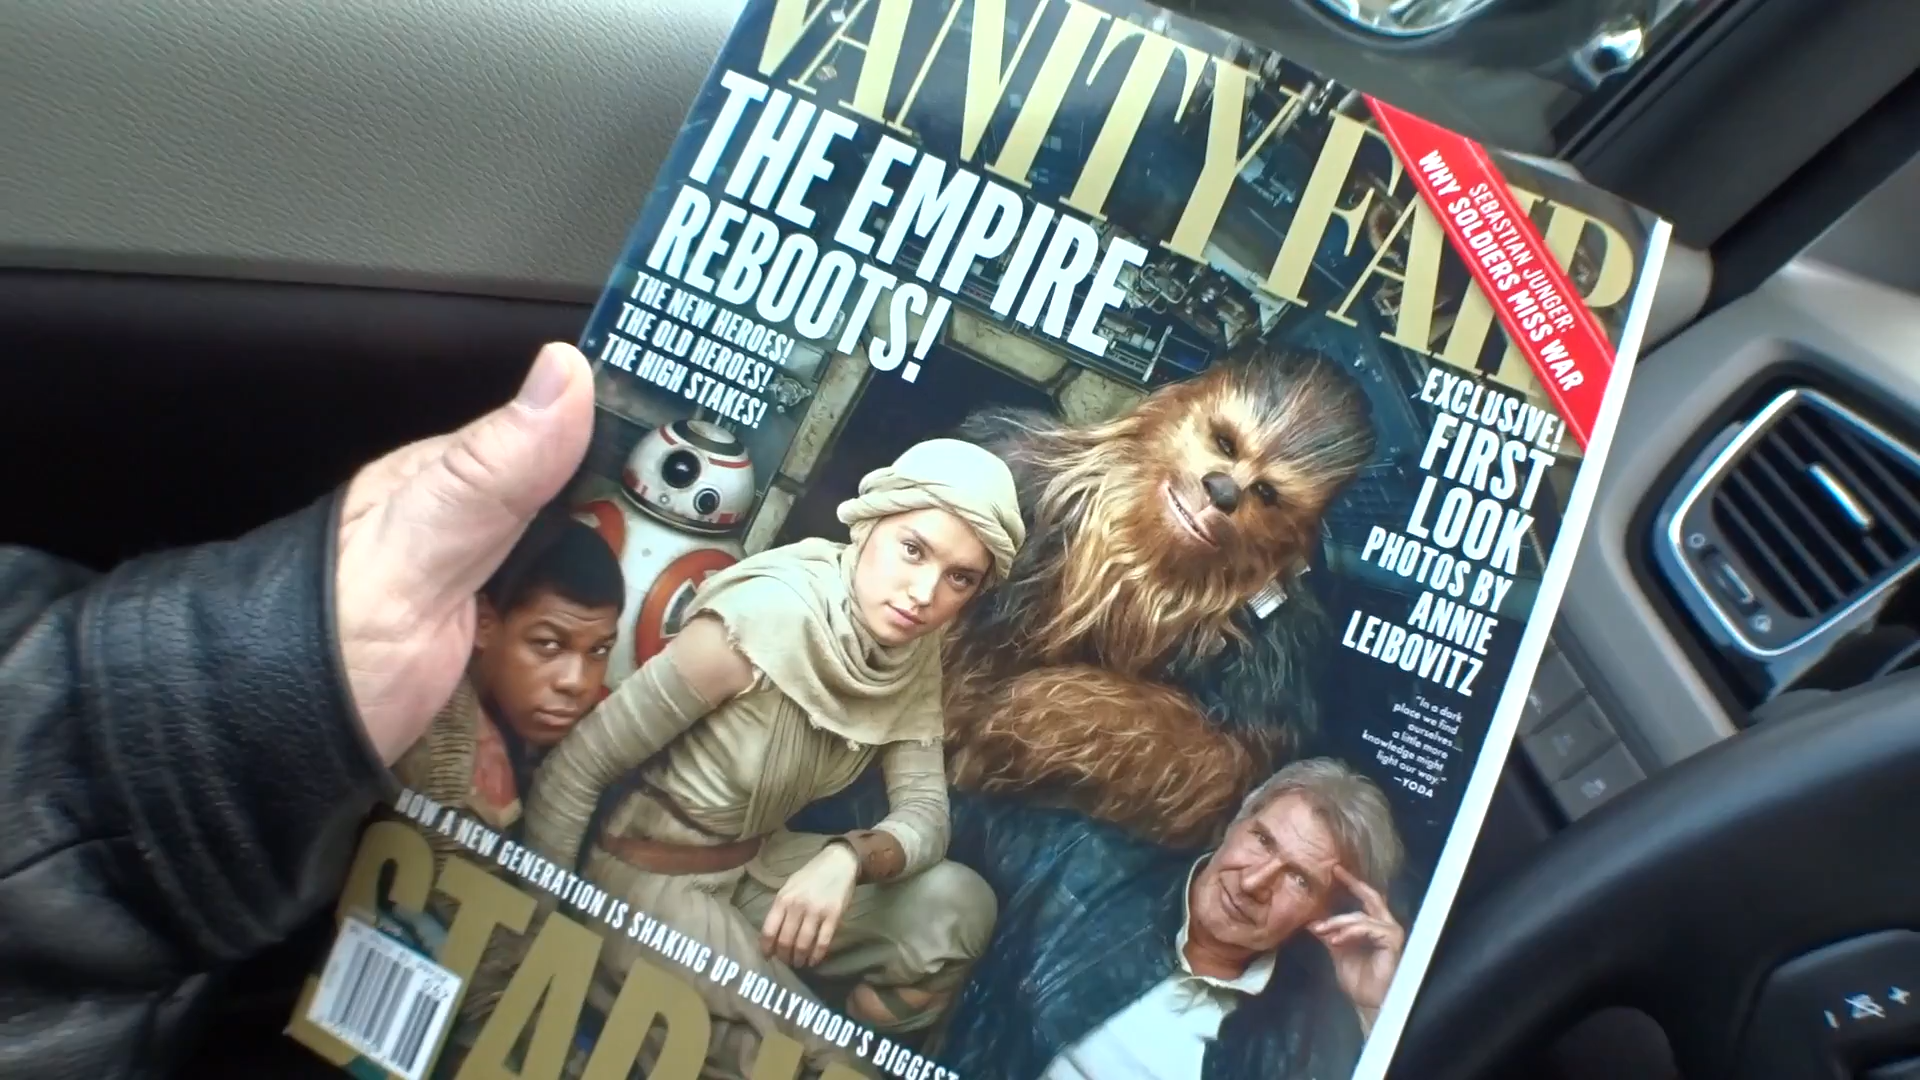 VANITY FAIR
SEBASTIAN JUNGER:
WHY SOLDIERS MISS WAR
THE EMPIRE
REBOOTS!
THE NEW HEROES!
THE OLD HEROES!
THE HIGH STAKES!
EXCLUSIVE!
FIRST
LOOK
PHOTOS BY
ANNIE
LEIBOVITZ
"In a dark
place we find
ourselves...
a little more
knowledge might
light our way."
—YODA
HOW A NEW GENERATION IS SHAKING UP HOLLYWOOD'S BIGGEST
STAR